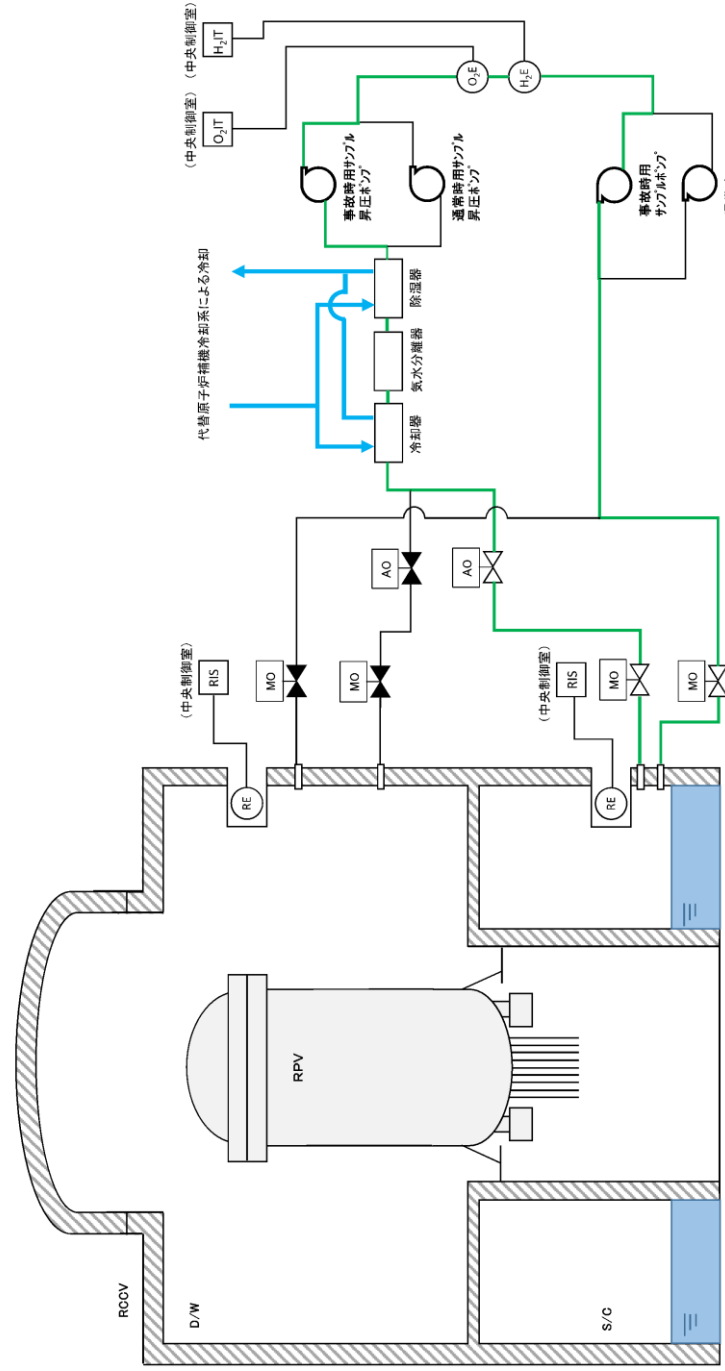 RCCV
D/W
S/C
RPV
RE
RE
(中央制御室)
RIS
(中央制御室)
RIS
MO
MO
MO
MO
AO
AO
代替原子炉補機冷却系による冷却
冷却器
気水分離器
除湿器
事故時用サンプル
昇圧ポンプ
通常時用サンプル
昇圧ポンプ
(中央制御室)
O₂IT
(中央制御室)
H₂IT
O₂E
H₂E
事故時用
サンプルポンプ